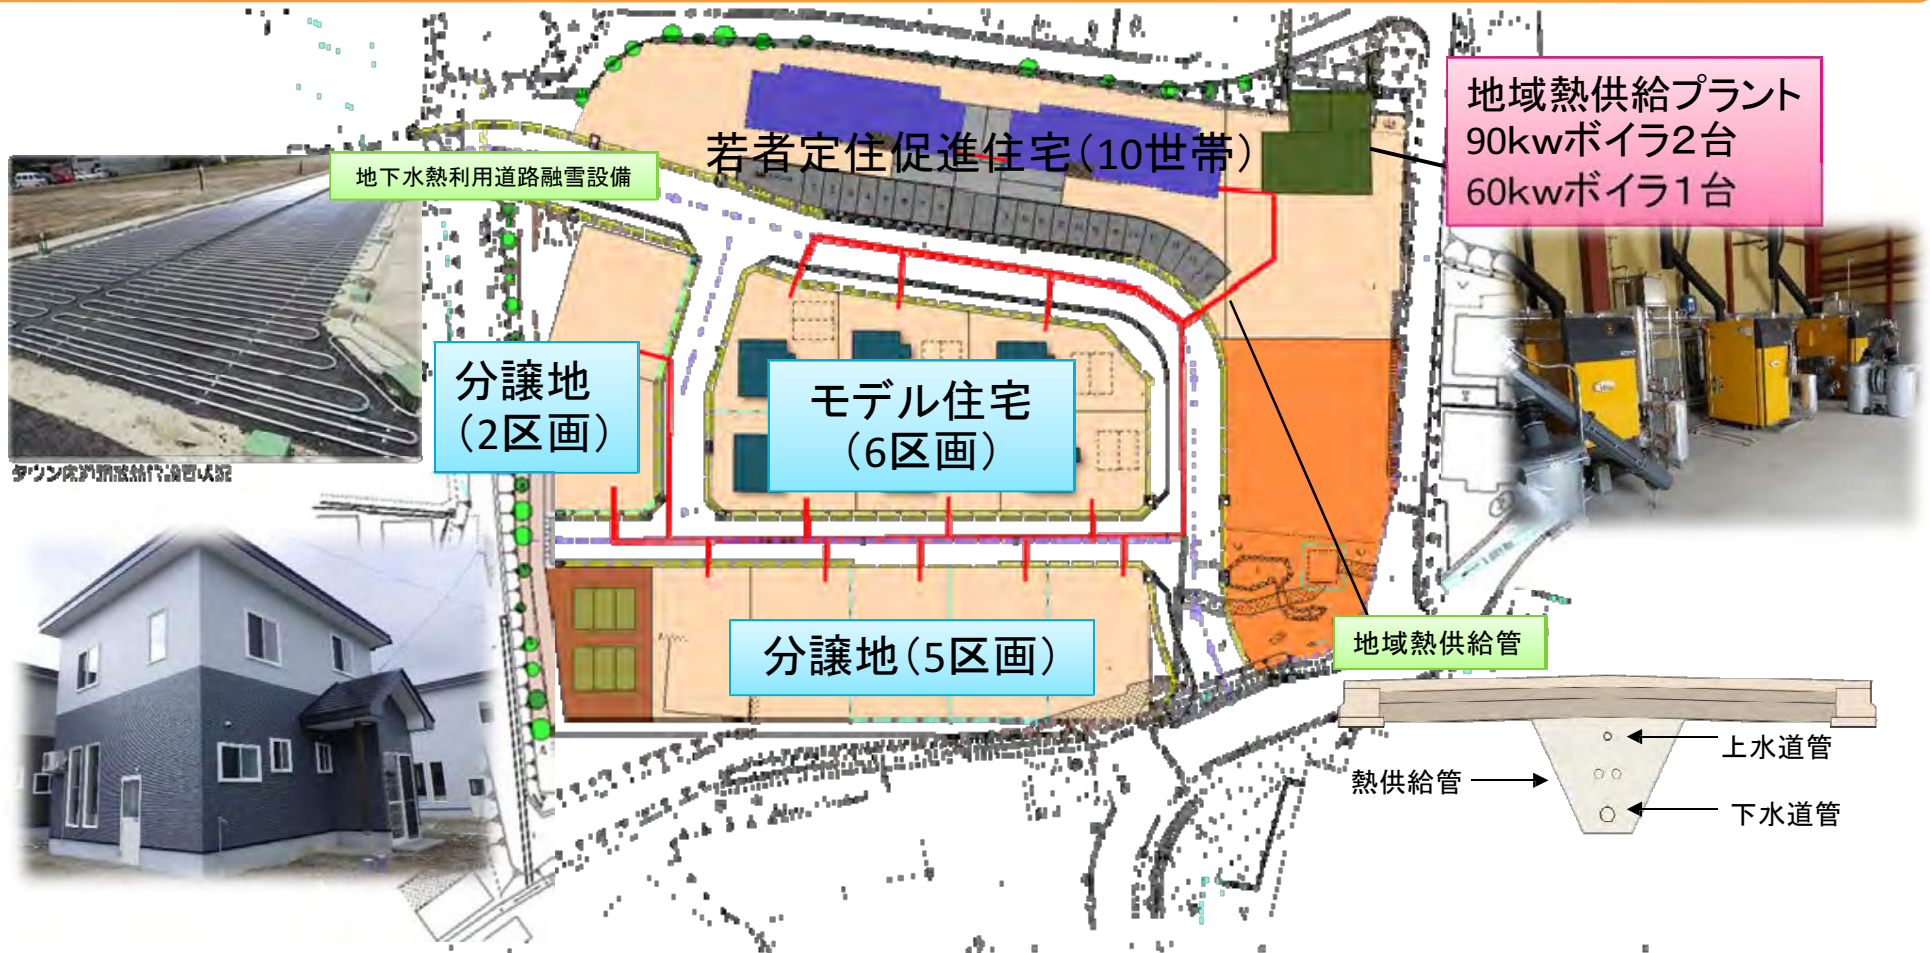 地域熱供給プラント
90kwボイラ2台
60kwボイラ1台
若者定住促進住宅(10世帯)
地下水熱利用道路融雪設備
分譲地
(2区画)
モデル住宅
(6区画)
分譲地(5区画)
地域熱供給管
上水道管
熱供給管
下水道管